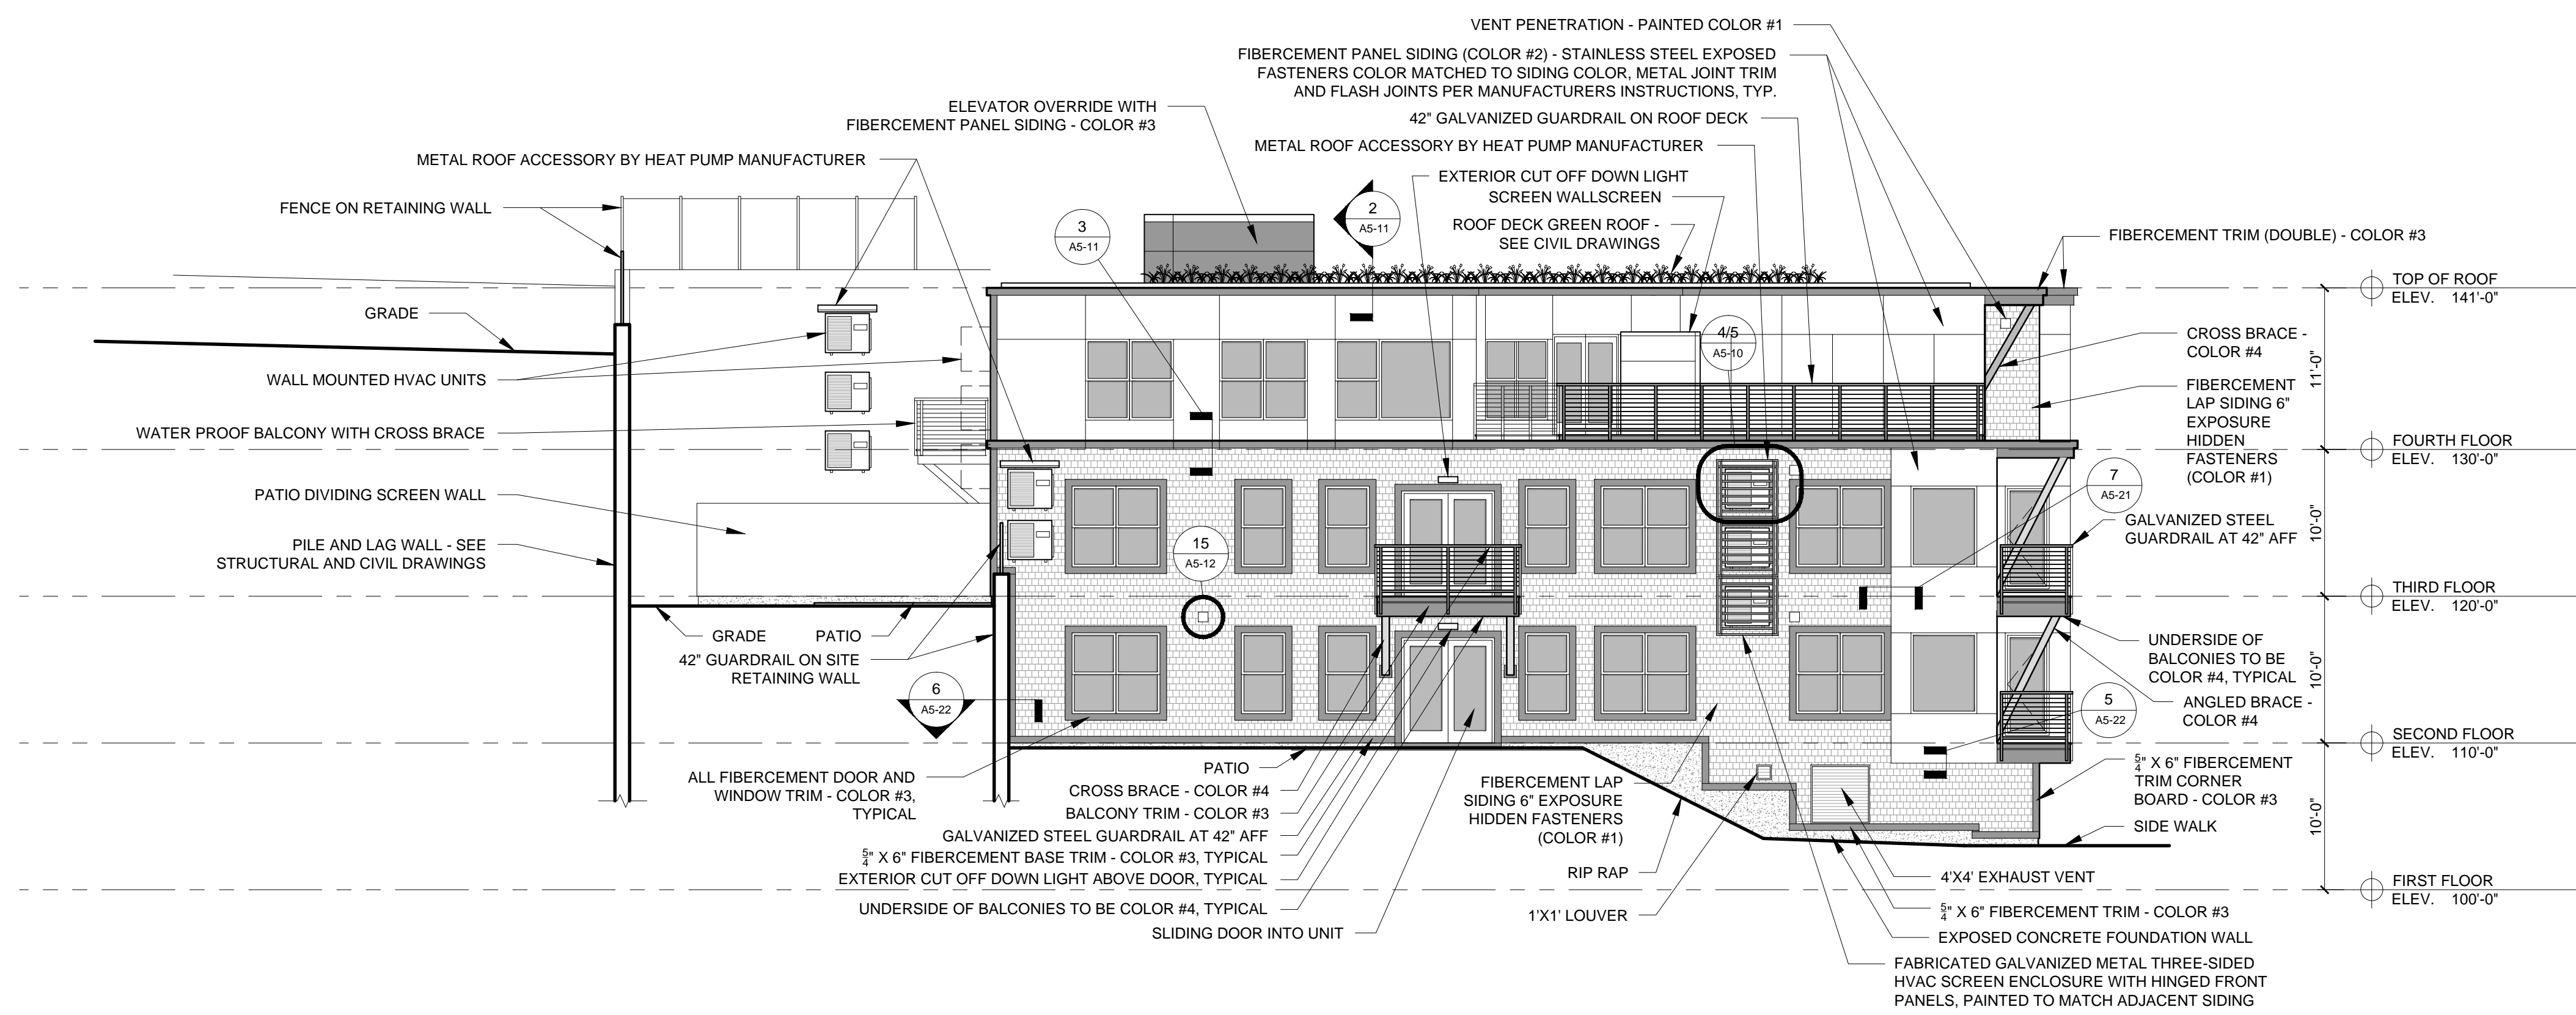 VENT PENETRATION - PAINTED COLOR #1
FIBERCEMENT PANEL SIDING (COLOR #2) - STAINLESS STEEL EXPOSED
FASTENERS COLOR MATCHED TO SIDING COLOR, METAL JOINT TRIM
AND FLASH JOINTS PER MANUFACTURERS INSTRUCTIONS, TYP.
ELEVATOR OVERRIDE WITH
FIBERCEMENT PANEL SIDING - COLOR #3
42" GALVANIZED GUARDRAIL ON ROOF DECK
METAL ROOF ACCESSORY BY HEAT PUMP MANUFACTURER
METAL ROOF ACCESSORY BY HEAT PUMP MANUFACTURER
EXTERIOR CUT OFF DOWN LIGHT
SCREEN WALLSCREEN
FENCE ON RETAINING WALL
2
A5-11
3
A5-11
ROOF DECK GREEN ROOF -
SEE CIVIL DRAWINGS
FIBERCEMENT TRIM (DOUBLE) - COLOR #3
TOP OF ROOF
ELEV. 141'-0"
GRADE
4/5
A5-10
CROSS BRACE -
COLOR #4
11'-0"
WALL MOUNTED HVAC UNITS
FIBERCEMENT
LAP SIDING 6"
EXPOSURE
HIDDEN
FASTENERS
(COLOR #1)
WATER PROOF BALCONY WITH CROSS BRACE
FOURTH FLOOR
ELEV. 130'-0"
7
A5-21
PATIO DIVIDING SCREEN WALL
GALVANIZED STEEL
GUARDRAIL AT 42" AFF
10'-0"
PILE AND LAG WALL - SEE
STRUCTURAL AND CIVIL DRAWINGS
15
A5-12
THIRD FLOOR
ELEV. 120'-0"
GRADE
PATIO
42" GUARDRAIL ON SITE
RETAINING WALL
UNDERSIDE OF
BALCONIES TO BE
COLOR #4, TYPICAL
10'-0"
6
A5-22
ANGLED BRACE -
COLOR #4
5
A5-22
SECOND FLOOR
ELEV. 110'-0"
ALL FIBERCEMENT DOOR AND
WINDOW TRIM - COLOR #3,
TYPICAL
PATIO
CROSS BRACE - COLOR #4
BALCONY TRIM - COLOR #3
GALVANIZED STEEL GUARDRAIL AT 42" AFF
5/4" X 6" FIBERCEMENT BASE TRIM - COLOR #3, TYPICAL
EXTERIOR CUT OFF DOWN LIGHT ABOVE DOOR, TYPICAL
UNDERSIDE OF BALCONIES TO BE COLOR #4, TYPICAL
SLIDING DOOR INTO UNIT
FIBERCEMENT LAP
SIDING 6" EXPOSURE
HIDDEN FASTENERS
(COLOR #1)
RIP RAP
1'X1' LOUVER
5/4" X 6" FIBERCEMENT
TRIM CORNER
BOARD - COLOR #3
SIDE WALK
10'-0"
4'X4' EXHAUST VENT
5/4" X 6" FIBERCEMENT TRIM - COLOR #3
EXPOSED CONCRETE FOUNDATION WALL
FABRICATED GALVANIZED METAL THREE-SIDED
HVAC SCREEN ENCLOSURE WITH HINGED FRONT
PANELS, PAINTED TO MATCH ADJACENT SIDING
FIRST FLOOR
ELEV. 100'-0"